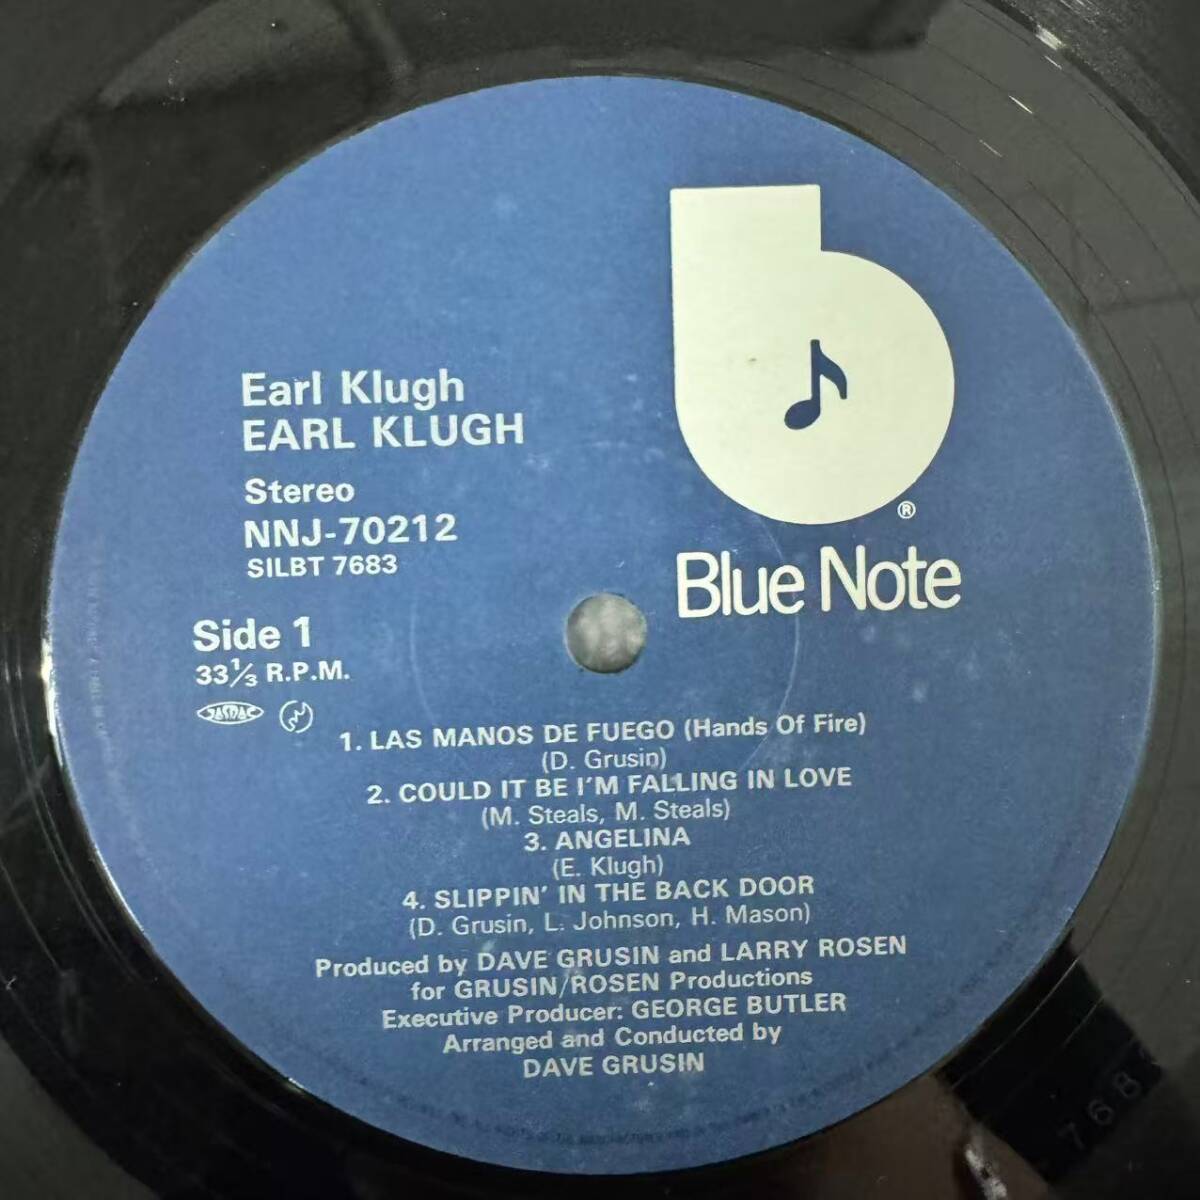 Earl Klugh
EARL KLUGH
Stereo
NNJ-70212
SILBT 7683
Side 1
33⅓ R.P.M.
JASRAC
®
Blue Note
1. LAS MANOS DE FUEGO (Hands Of Fire)
(D. Grusin)
2. COULD IT BE I'M FALLING IN LOVE
(M. Steals, M. Steals)
3. ANGELINA
(E. Klugh)
4. SLIPPIN' IN THE BACK DOOR
(D. Grusin, L. Johnson, H. Mason)
Produced by DAVE GRUSIN and LARRY ROSEN
for GRUSIN/ROSEN Productions
Executive Producer: GEORGE BUTLER
Arranged and Conducted by
DAVE GRUSIN
768